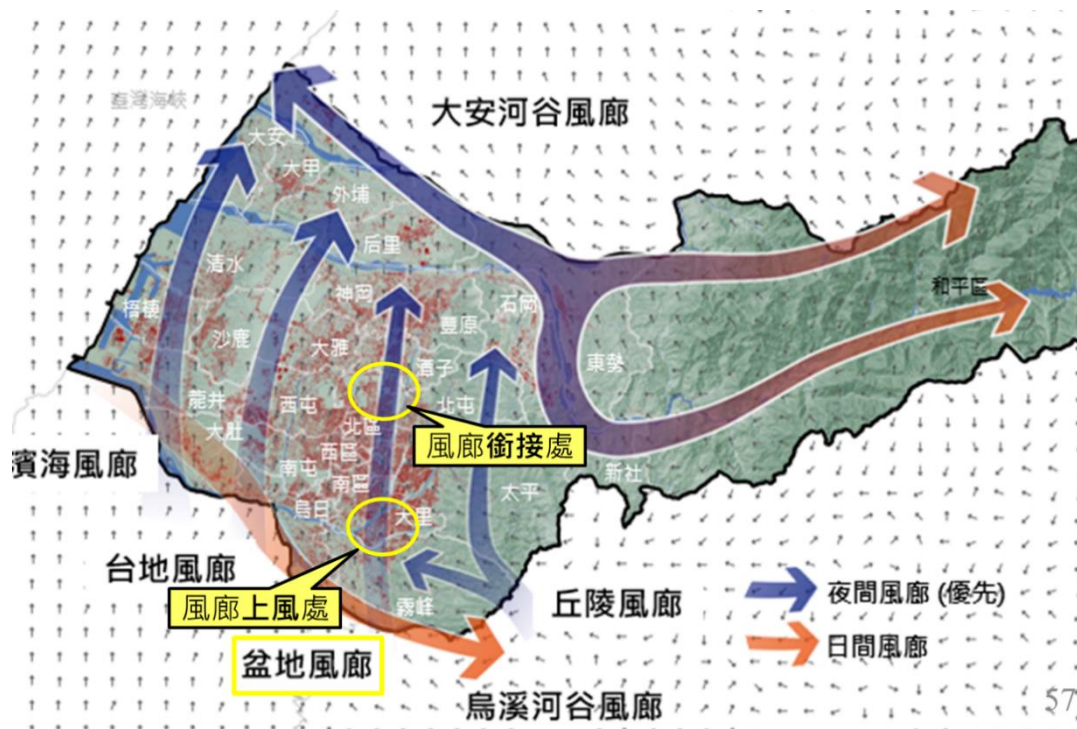 臺灣海峽
大安河谷風廊
大安
大甲
外埔
后里
清水
神岡
石岡
和平區
梧棲
豐原
沙鹿
大雅
潭子
東勢
龍井
西屯
北屯
大肚
北區
風廊銜接處
西區
濱海風廊
南屯
南區
新社
太平
烏日
大里
台地風廊
夜間風廊 (優先)
風廊上風處
霧峰
丘陵風廊
日間風廊
盆地風廊
烏溪河谷風廊
57